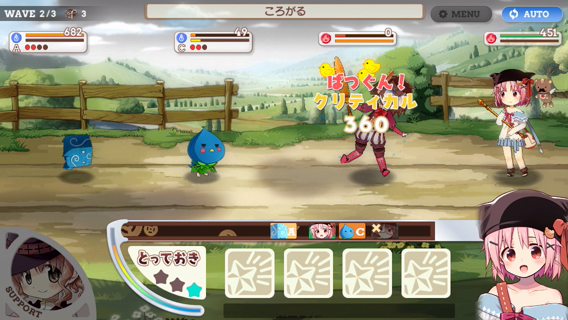 WAVE 2/3 3
ころがる
MENU
AUTO
682
49
0
451
A
C
ばつぐん！
クリティカル
360
A
C
とっておき
SUPPORT